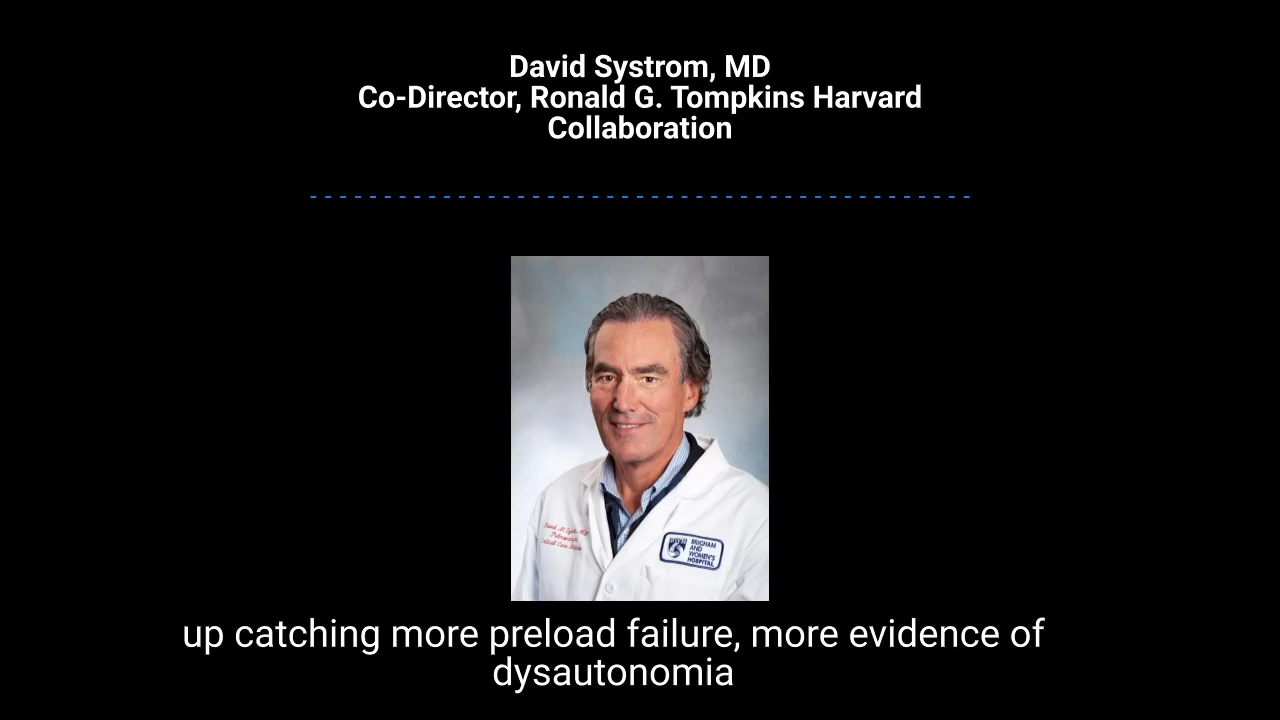 David Systrom, MD
Co-Director, Ronald G. Tompkins Harvard
Collaboration
BRIGHAM
AND
WOMEN'S
HOSPITAL
up catching more preload failure, more evidence of
dysautonomia